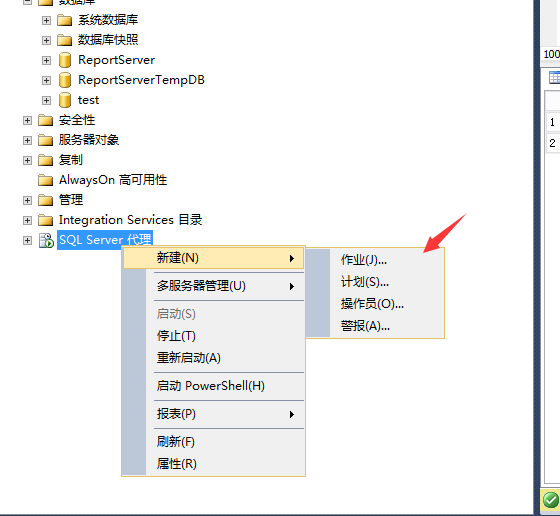 数据库
系统数据库
数据库快照
ReportServer
ReportServerTempDB
test
安全性
服务器对象
复制
AlwaysOn 高可用性
管理
Integration Services 目录
SQL Server 代理
新建(N)
多服务器管理(U)
启动(S)
停止(T)
重新启动(A)
启动 PowerShell(H)
报表(P)
刷新(F)
属性(R)
作业(J)...
计划(S)...
操作员(O)...
警报(A)...
100
1
2